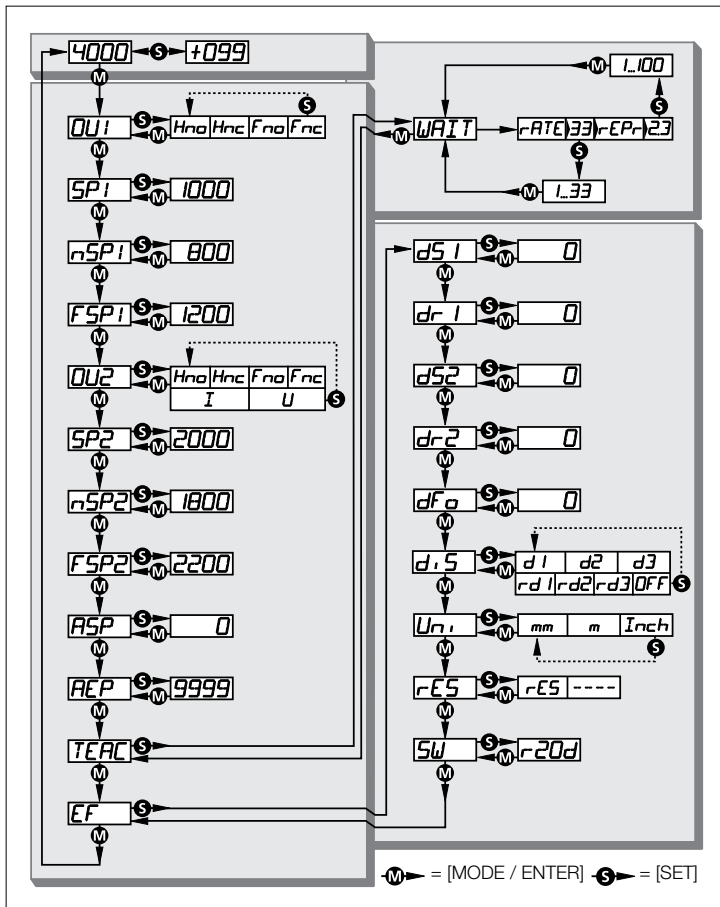 4000 S +099
M
OU1 S M Hno Hnc Fno Fnc S
M
SP1 S M 1000
M
nSP1 S M 800
M
FSP1 S M 1200
M
OU2 S M Hno Hnc Fno Fnc
I U S
M
SP2 S M 2000
M
nSP2 S M 1800
M
FSP2 S M 2200
M
ASP S M 0
M
AEP S M 9999
M
TEAC S
M
EF S
M
M 1...100
S
M WAIT rATE 33 rEPr 2.3
S
M 1...33
dS1 S M 0
M
dr1 S M 0
M
dS2 S M 0
M
dr2 S M 0
M
dFo S M 0
M
diS S M d1 d2 d3
rd1 rd2 rd3 OFF S
M
Uni S M mm m Inch
S
M
rES S M rES ----
M
SW S M r20d
M
M = [MODE / ENTER] S = [SET]